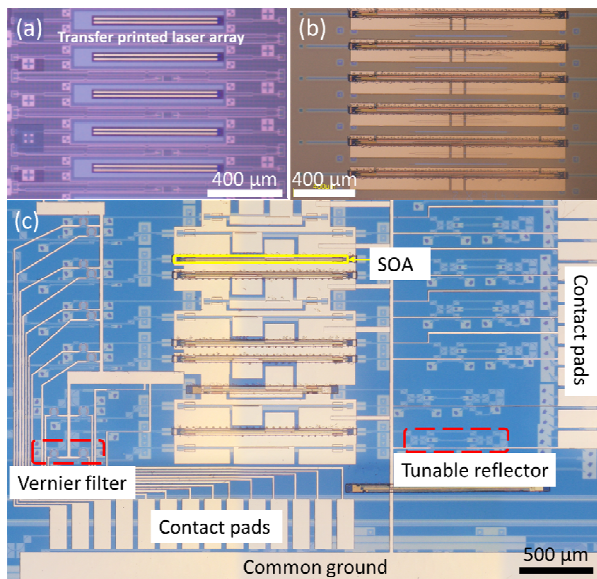 (a)
Transfer printed laser array
400 μm
(b)
400 μm
(c)
SOA
Contact pads
Vernier filter
Tunable reflector
Contact pads
500 μm
Common ground